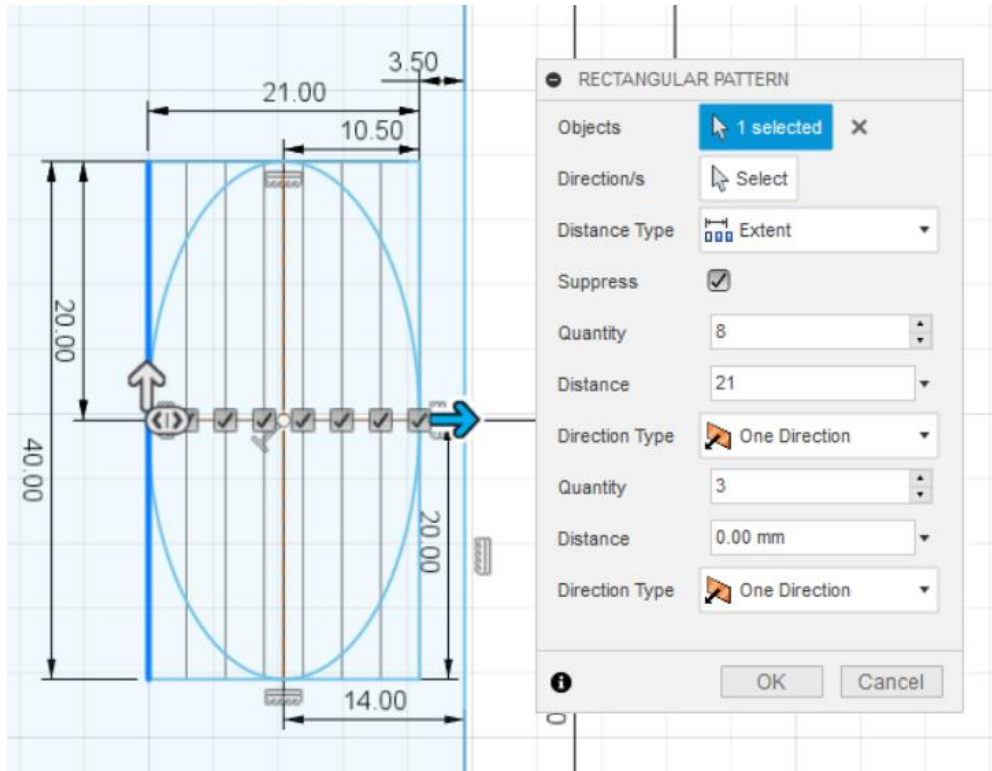 3.50
21.00
10.50
20.00
40.00
20.00
14.00
RECTANGULAR PATTERN
Objects 1 selected
Direction/s Select
Distance Type Extent
Suppress
Quantity 8
Distance 21
Direction Type One Direction
Quantity 3
Distance 0.00 mm
Direction Type One Direction
OK Cancel